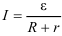 I = ε / (R + r)